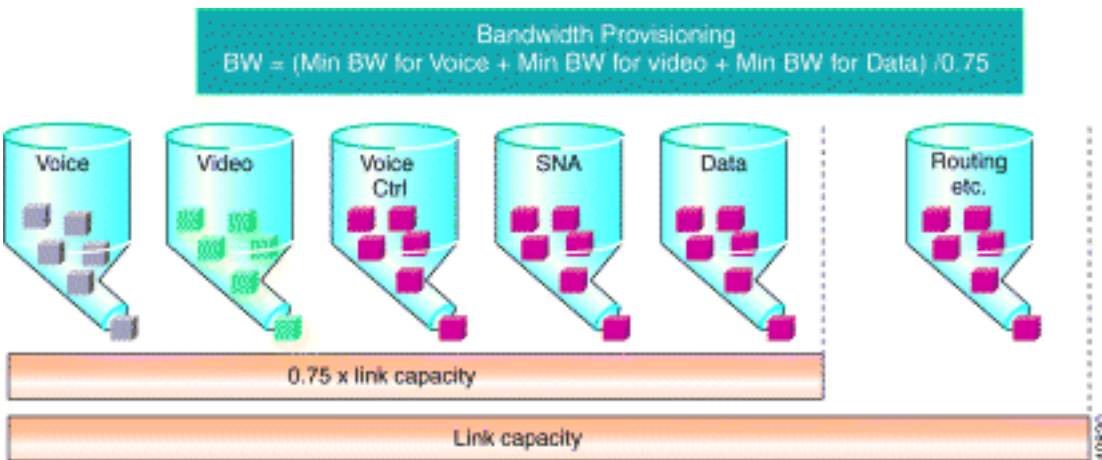 Bandwidth Provisioning
BW = (Min BW for Voice + Min BW for video + Min BW for Data) /0.75
Voice
Video
Voice
Ctrl
SNA
Data
Routing
etc.
0.75 x link capacity
Link capacity